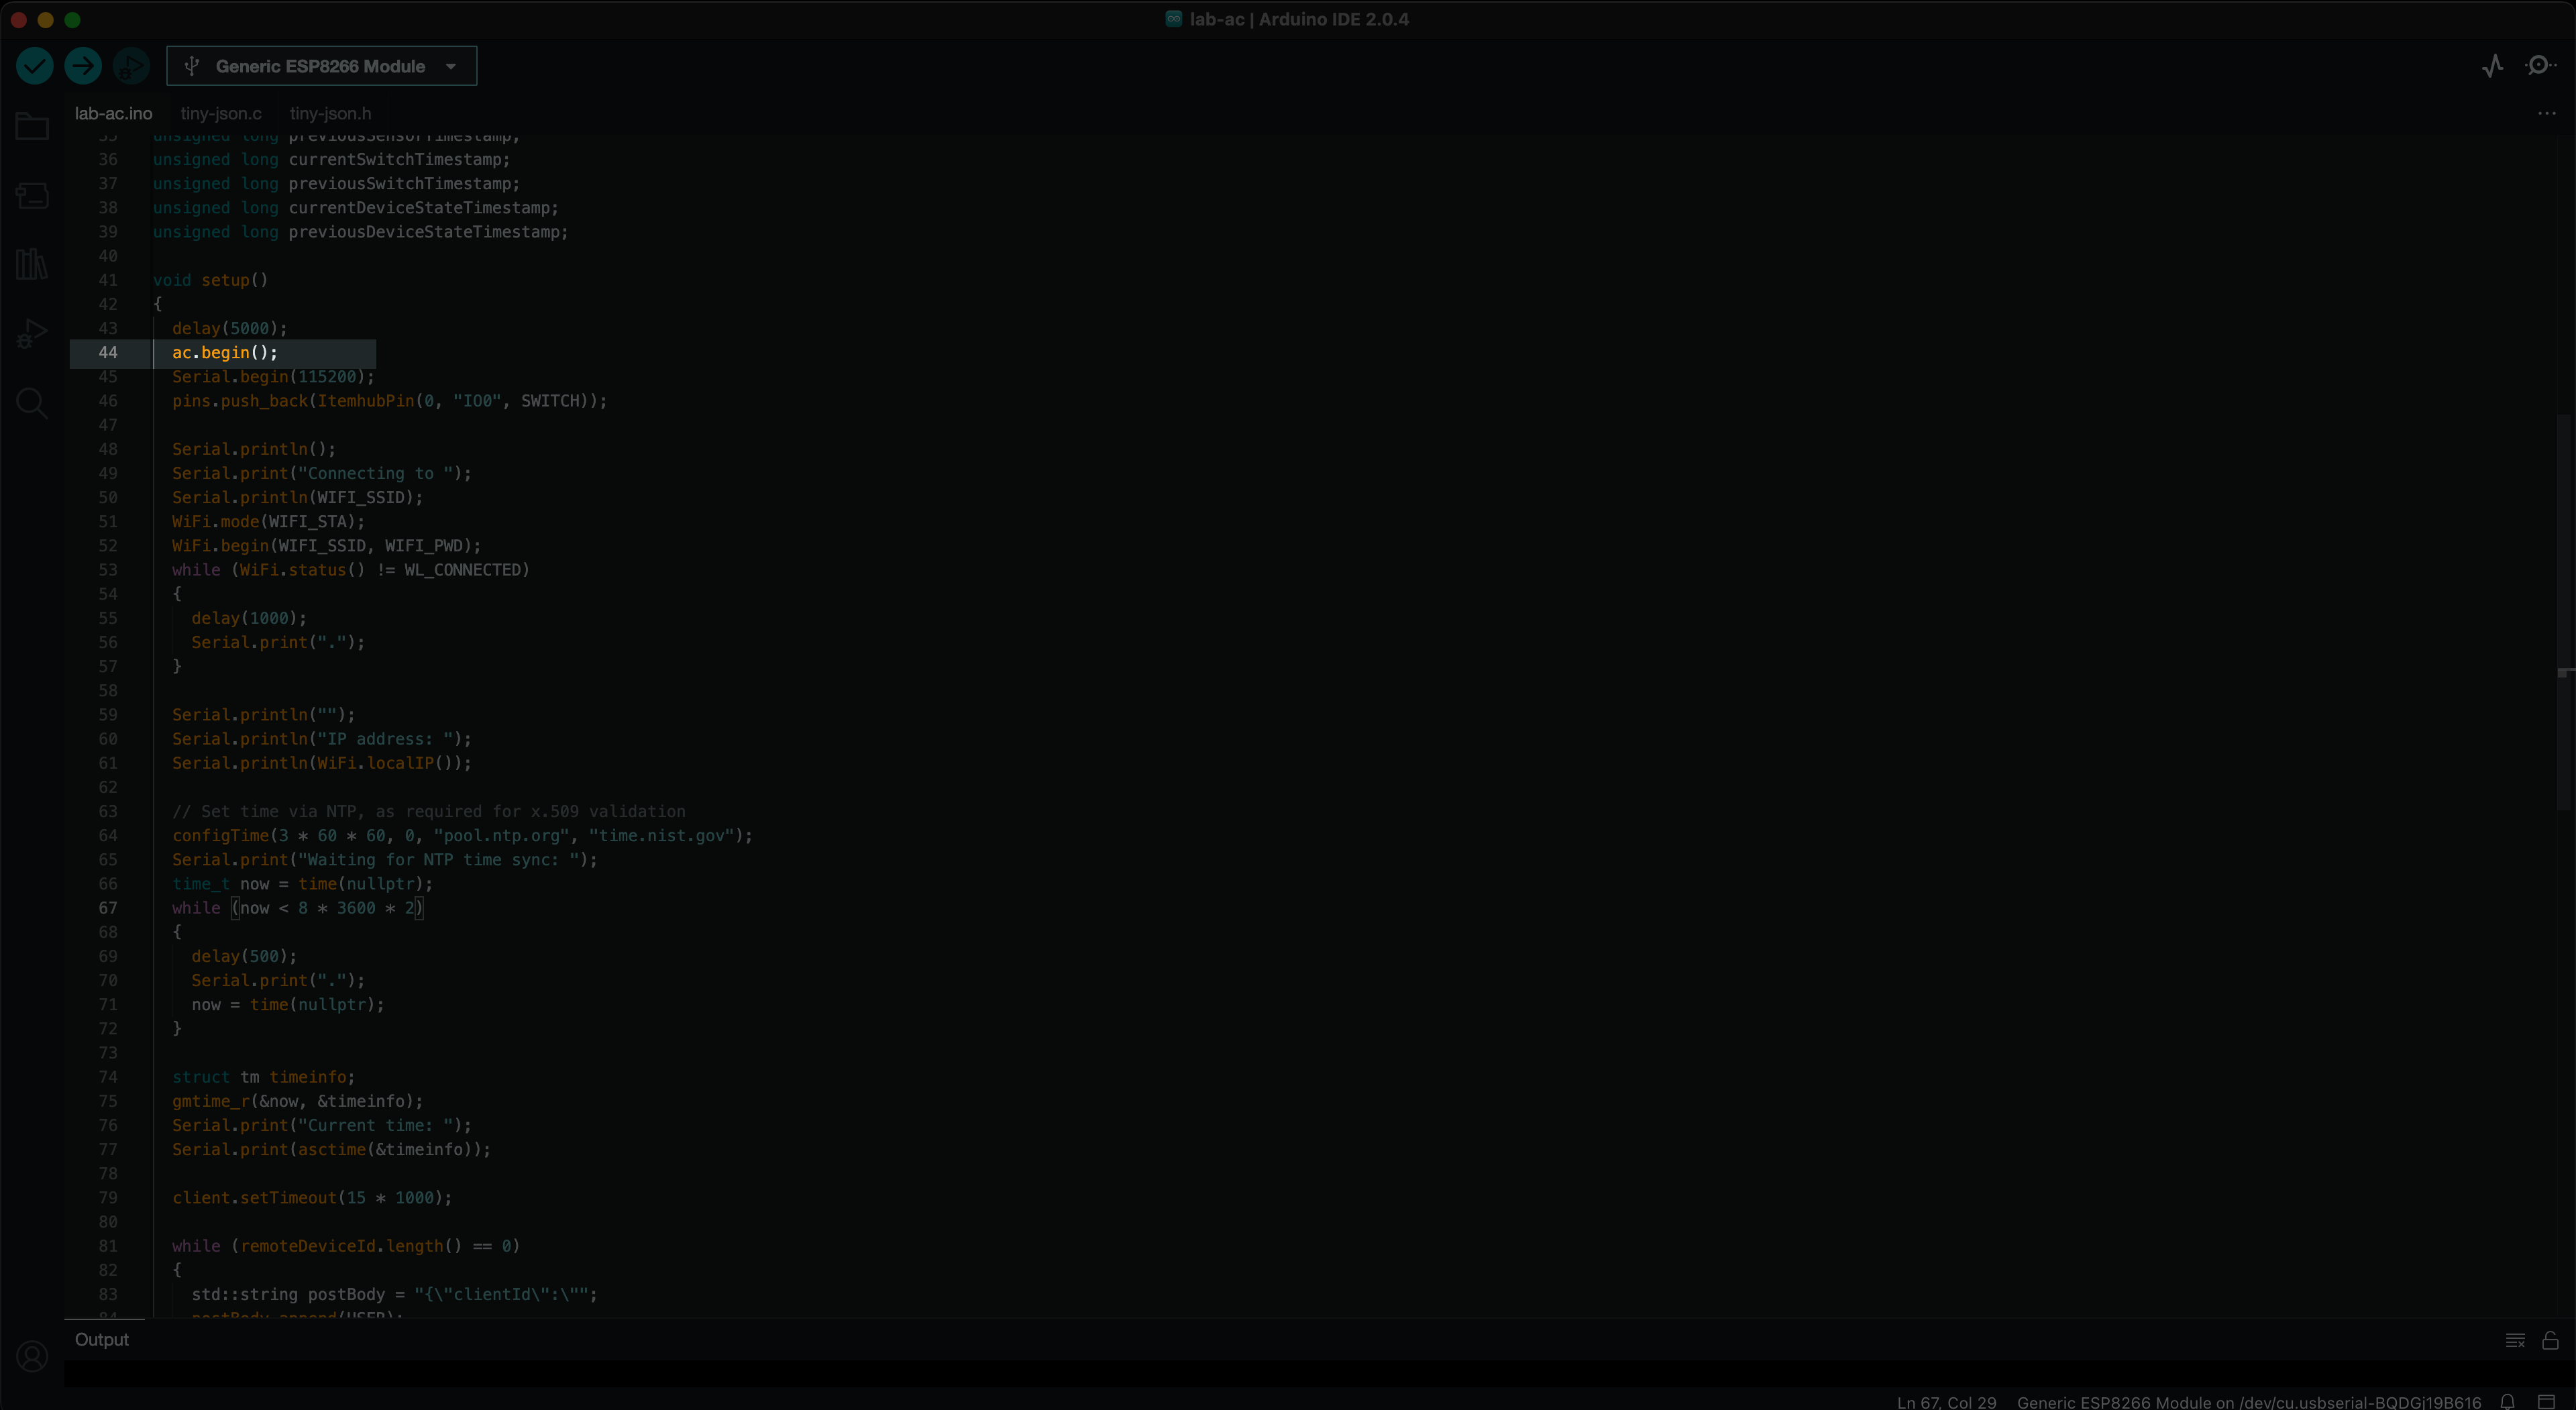 lab-ac | Arduino IDE 2.0.4
Generic ESP8266 Module
lab-ac.ino tiny-json.c tiny-json.h
35 unsigned long previousSensorTimestamp;
36 unsigned long currentSwitchTimestamp;
37 unsigned long previousSwitchTimestamp;
38 unsigned long currentDeviceStateTimestamp;
39 unsigned long previousDeviceStateTimestamp;
40
41 void setup()
42 {
43 delay(5000);
44 ac.begin();
45 Serial.begin(115200);
46 pins.push_back(ItemhubPin(0, "IO0", SWITCH));
47
48 Serial.println();
49 Serial.print("Connecting to ");
50 Serial.println(WIFI_SSID);
51 WiFi.mode(WIFI_STA);
52 WiFi.begin(WIFI_SSID, WIFI_PWD);
53 while (WiFi.status() != WL_CONNECTED)
54 {
55 delay(1000);
56 Serial.print(".");
57 }
58
59 Serial.println("");
60 Serial.println("IP address: ");
61 Serial.println(WiFi.localIP());
62
63 // Set time via NTP, as required for x.509 validation
64 configTime(3 * 60 * 60, 0, "pool.ntp.org", "time.nist.gov");
65 Serial.print("Waiting for NTP time sync: ");
66 time_t now = time(nullptr);
67 while (now < 8 * 3600 * 2)
68 {
69 delay(500);
70 Serial.print(".");
71 now = time(nullptr);
72 }
73
74 struct tm timeinfo;
75 gmtime_r(&now, &timeinfo);
76 Serial.print("Current time: ");
77 Serial.print(asctime(&timeinfo));
78
79 client.setTimeout(15 * 1000);
80
81 while (remoteDeviceId.length() == 0)
82 {
83 std::string postBody = "{\"clientId\":\"";
84 postBody.append(USER);
Output
Ln 67, Col 29 Generic ESP8266 Module on /dev/cu.usbserial-BQDGj19B616